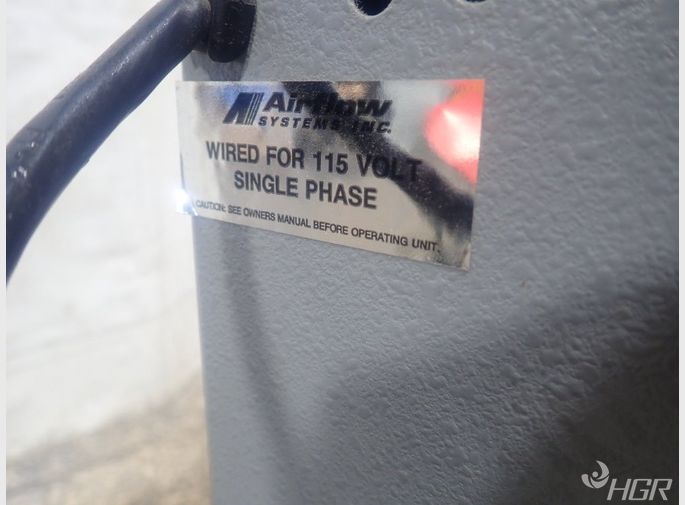 Airflow
SYSTEMS INC.
WIRED FOR 115 VOLT
SINGLE PHASE
CAUTION: SEE OWNERS MANUAL BEFORE OPERATING UNIT.
HGR